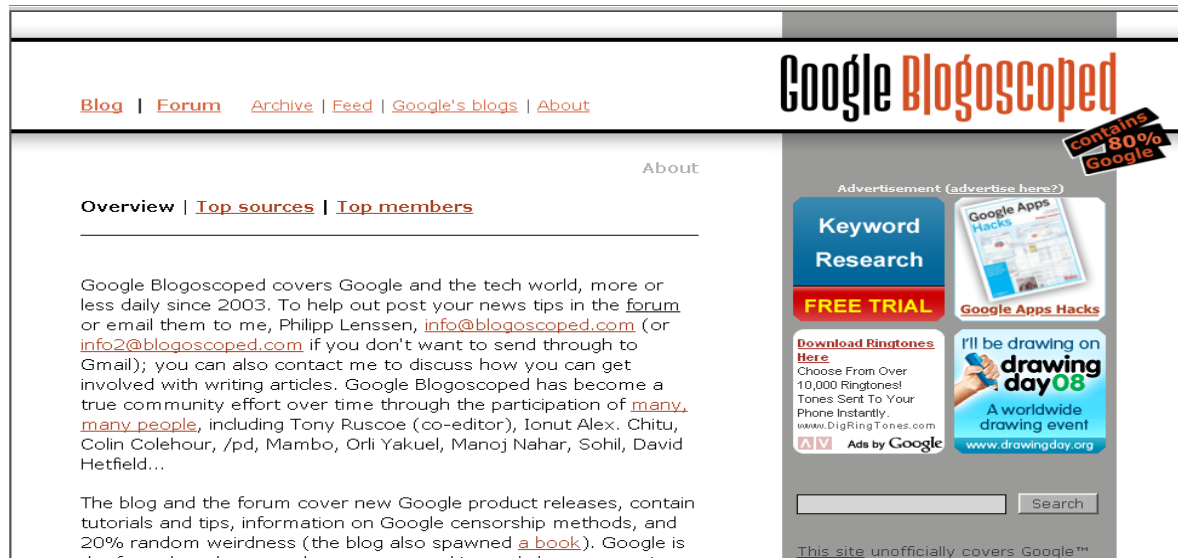 Google Blogoscoped
contains
80%
Google
Blog | Forum Archive | Feed | Google's blogs | About
About
Overview | Top sources | Top members
Google Blogoscoped covers Google and the tech world, more or
less daily since 2003. To help out post your news tips in the forum
or email them to me, Philipp Lenssen, info@blogoscoped.com (or
info2@blogoscoped.com if you don't want to send through to
Gmail); you can also contact me to discuss how you can get
involved with writing articles. Google Blogoscoped has become a
true community effort over time through the participation of many,
many people, including Tony Ruscoe (co-editor), Ionut Alex. Chitu,
Colin Colehour, /pd, Mambo, Orli Yakuel, Manoj Nahar, Sohil, David
Hetfield...
The blog and the forum cover new Google product releases, contain
tutorials and tips, information on Google censorship methods, and
20% random weirdness (the blog also spawned a book). Google is
Advertisement (advertise here?)
Keyword
Research
FREE TRIAL
Google Apps
Hacks
Google Apps Hacks
Download Ringtones
Here
Choose From Over
10,000 Ringtones!
Tones Sent To Your
Phone Instantly.
www.DigRingTones.com
Ads by Google
I'll be drawing on
drawing
day08
A worldwide
drawing event
www.drawingday.org
Search
This site unofficially covers Google™